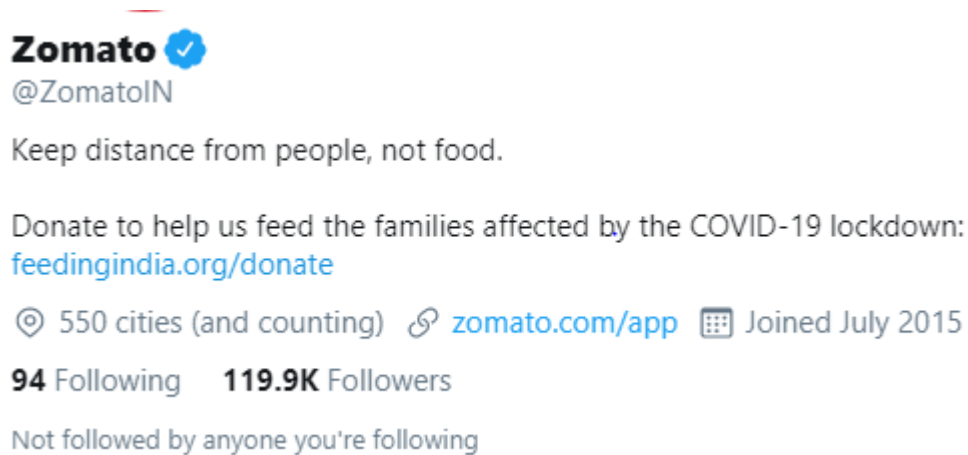 Zomato
@ZomatoIN
Keep distance from people, not food.
Donate to help us feed the families affected by the COVID-19 lockdown:
feedingindia.org/donate
550 cities (and counting) zomato.com/app Joined July 2015
94 Following 119.9K Followers
Not followed by anyone you're following